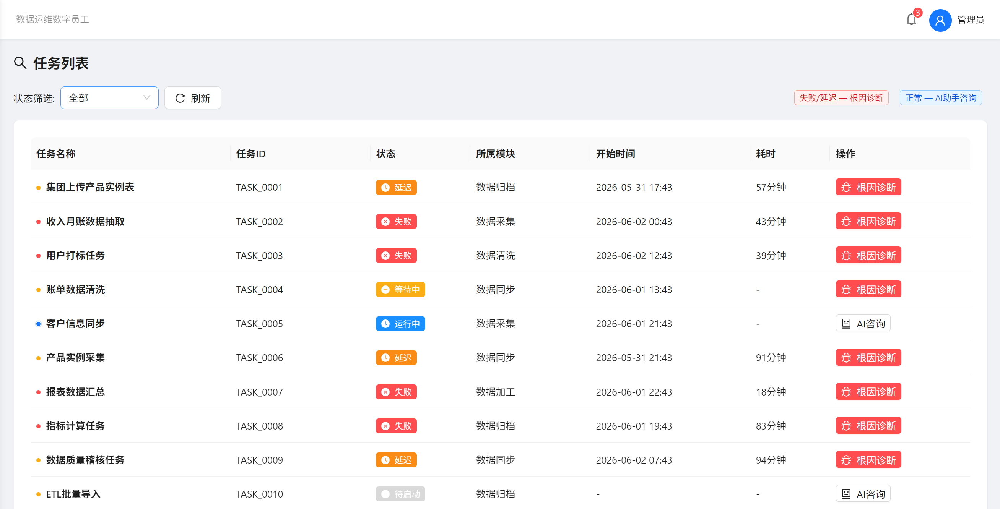 数据运维数字员工 3 管理员
任务列表
状态筛选: 全部 刷新 失败/延迟 — 根因诊断 正常 — AI助手咨询
任务名称 任务ID 状态 所属模块 开始时间 耗时 操作
集团上传产品实例表 TASK_0001 延迟 数据归档 2026-05-31 17:43 57分钟 根因诊断
收入月账数据抽取 TASK_0002 失败 数据采集 2026-06-02 00:43 43分钟 根因诊断
用户打标任务 TASK_0003 失败 数据清洗 2026-06-02 12:43 39分钟 根因诊断
账单数据清洗 TASK_0004 等待中 数据同步 2026-06-01 13:43 - 根因诊断
客户信息同步 TASK_0005 运行中 数据采集 2026-06-01 21:43 - AI咨询
产品实例采集 TASK_0006 延迟 数据同步 2026-05-31 21:43 91分钟 根因诊断
报表数据汇总 TASK_0007 失败 数据加工 2026-06-01 22:43 18分钟 根因诊断
指标计算任务 TASK_0008 失败 数据归档 2026-06-01 19:43 83分钟 根因诊断
数据质量稽核任务 TASK_0009 延迟 数据同步 2026-06-02 07:43 94分钟 根因诊断
ETL批量导入 TASK_0010 待启动 数据归档 - - AI咨询